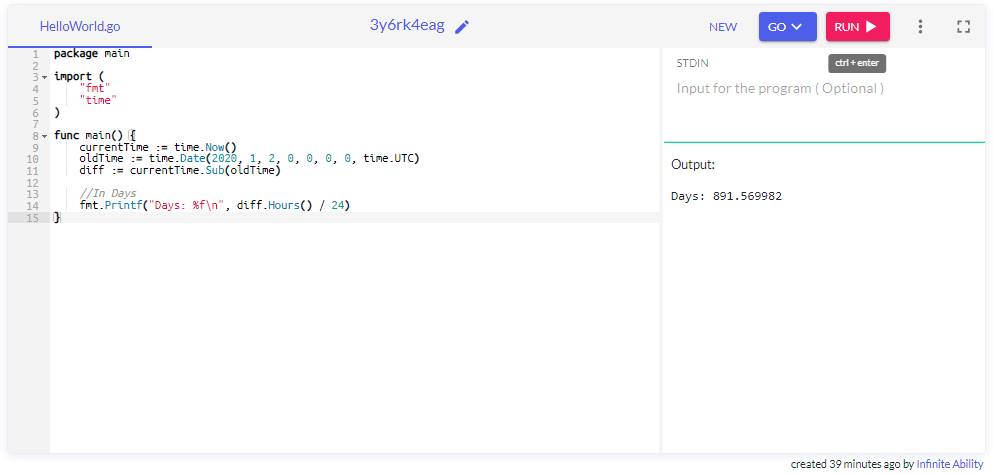 HelloWorld.go
3y6rk4eag
NEW
GO
RUN
ctrl + enter
1 package main
2
3 import (
4 "fmt"
5 "time"
6 )
7
8 func main() {
9 currentTime := time.Now()
10 oldTime := time.Date(2020, 1, 2, 0, 0, 0, 0, time.UTC)
11 diff := currentTime.Sub(oldTime)
12
13 //In Days
14 fmt.Printf("Days: %f\n", diff.Hours() / 24)
15 }
STDIN
Input for the program ( Optional )
Output:
Days: 891.569982
created 39 minutes ago by Infinite Ability